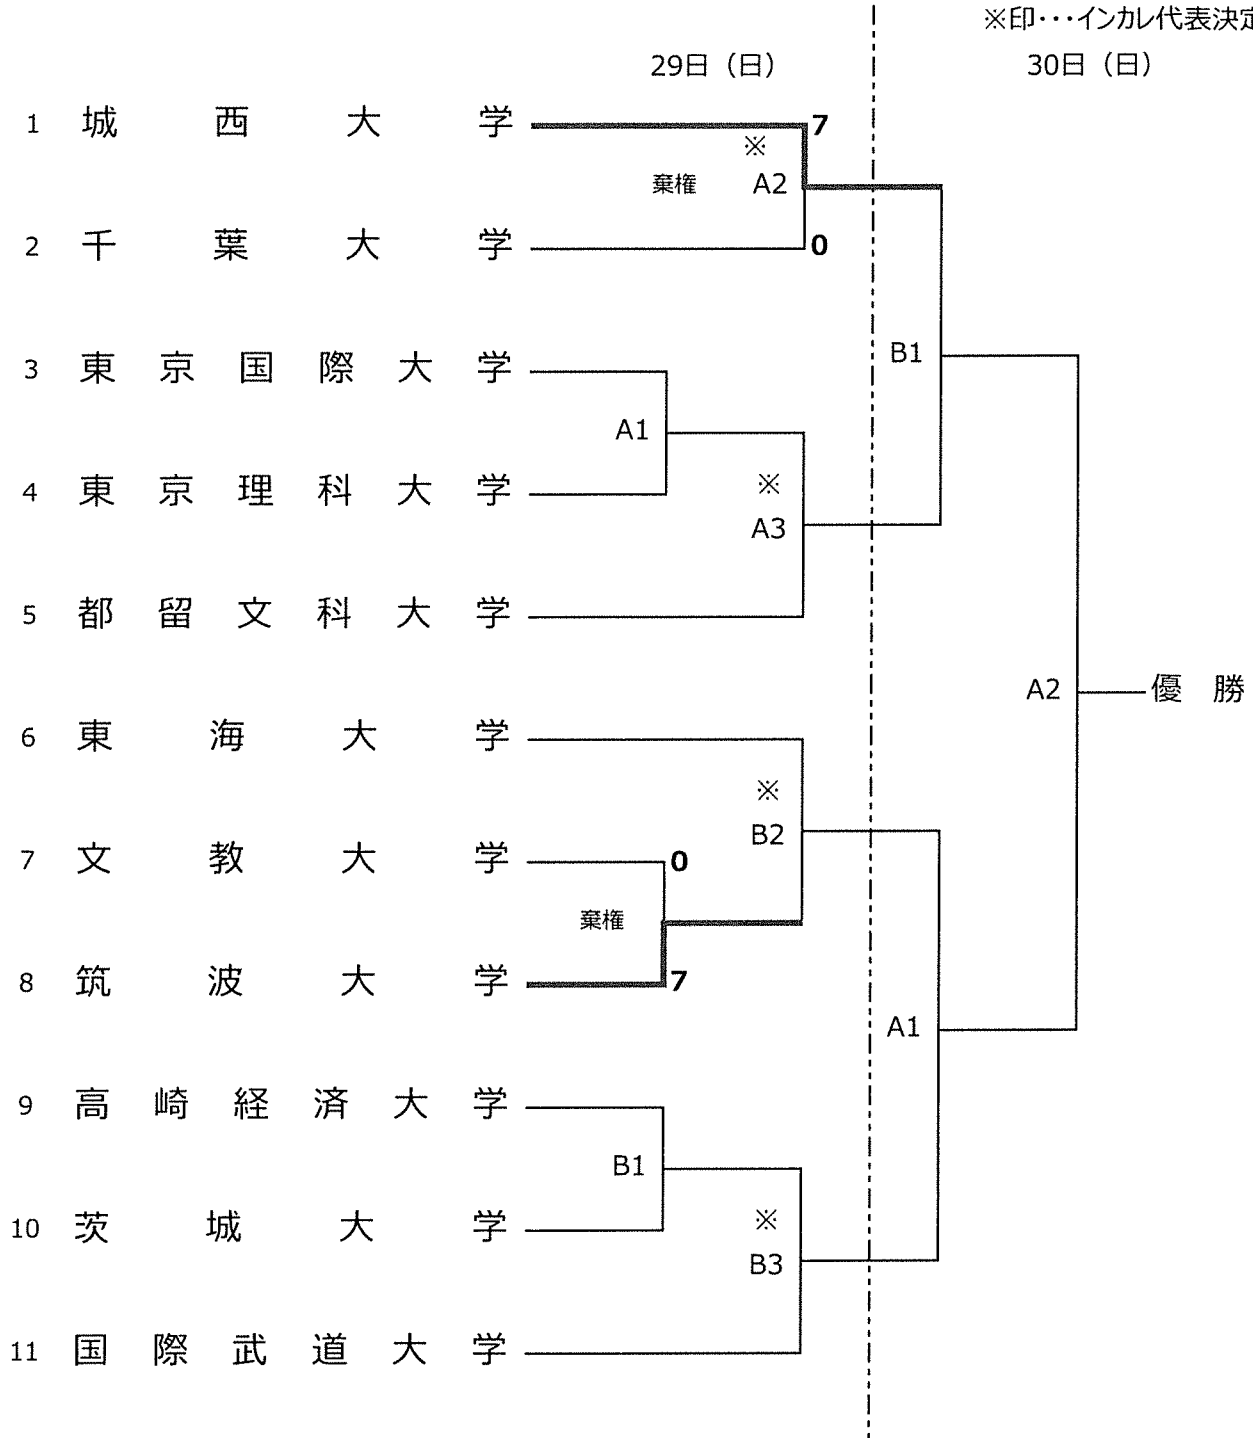 ※印・・・インカレ代表決定
29日（日）
30日（日）
1 城西大学
7
※
棄権 A2
2 千葉大学
0
3 東京国際大学
B1
A1
4 東京理科大学
※
A3
5 都留文科大学
A2 優勝
6 東海大学
※
B2
7 文教大学
0
棄権
8 筑波大学
7
A1
9 高崎経済大学
B1
10 茨城大学
※
B3
11 国際武道大学